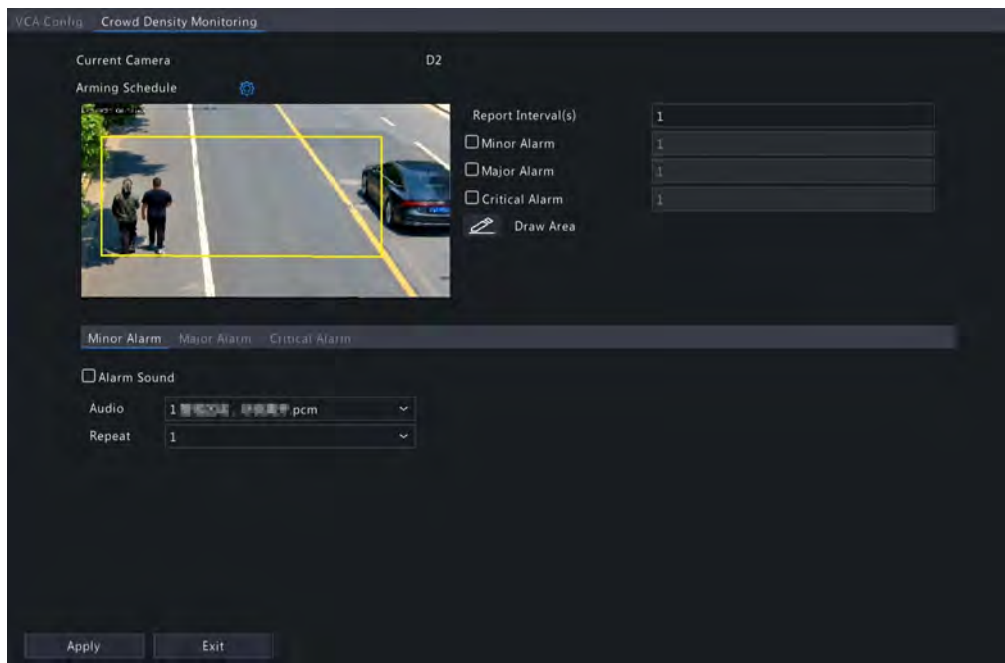 VCA Config Crowd Density Monitoring
Current Camera D2
Arming Schedule
Report Interval(s) 1
Minor Alarm 1
Major Alarm 1
Critical Alarm 1
Draw Area
Minor Alarm Major Alarm Critical Alarm
Alarm Sound
Audio 1 .pcm
Repeat 1
Apply Exit